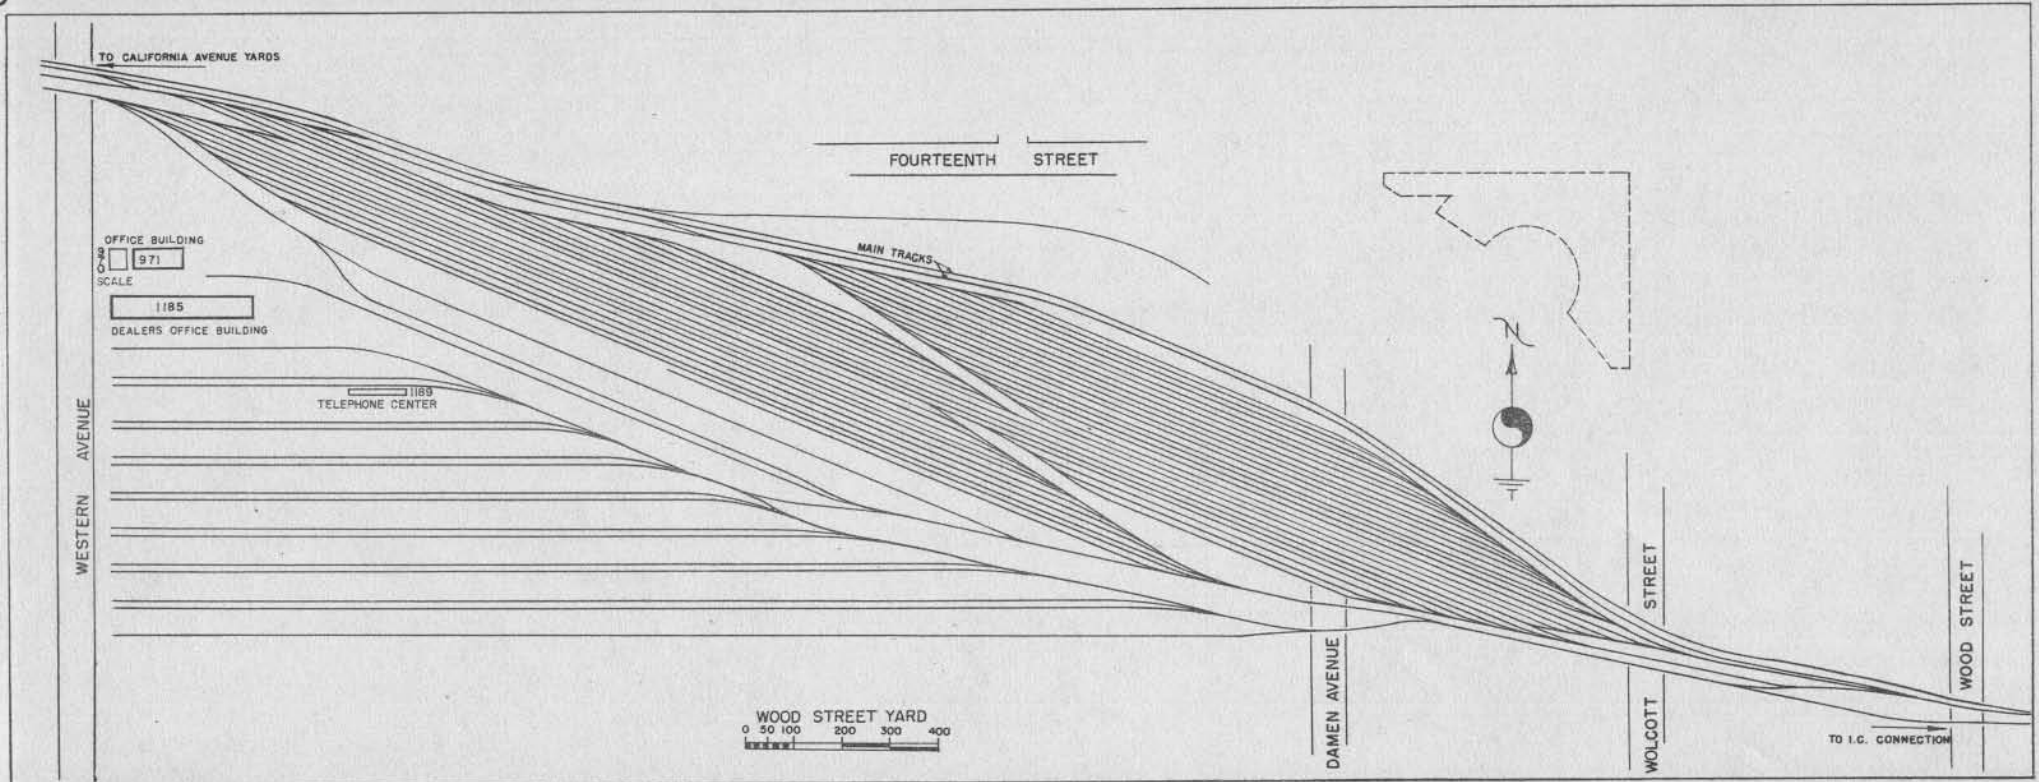 TO CALIFORNIA AVENUE YARDS
FOURTEENTH STREET
MAIN TRACKS
OFFICE BUILDING
970
971
SCALE
1185
DEALERS OFFICE BUILDING
1189
TELEPHONE CENTER
WESTERN AVENUE
N
WOOD STREET YARD
0 50 100 200 300 400
DAMEN AVENUE
WOLCOTT STREET
WOOD STREET
TO I.C. CONNECTION